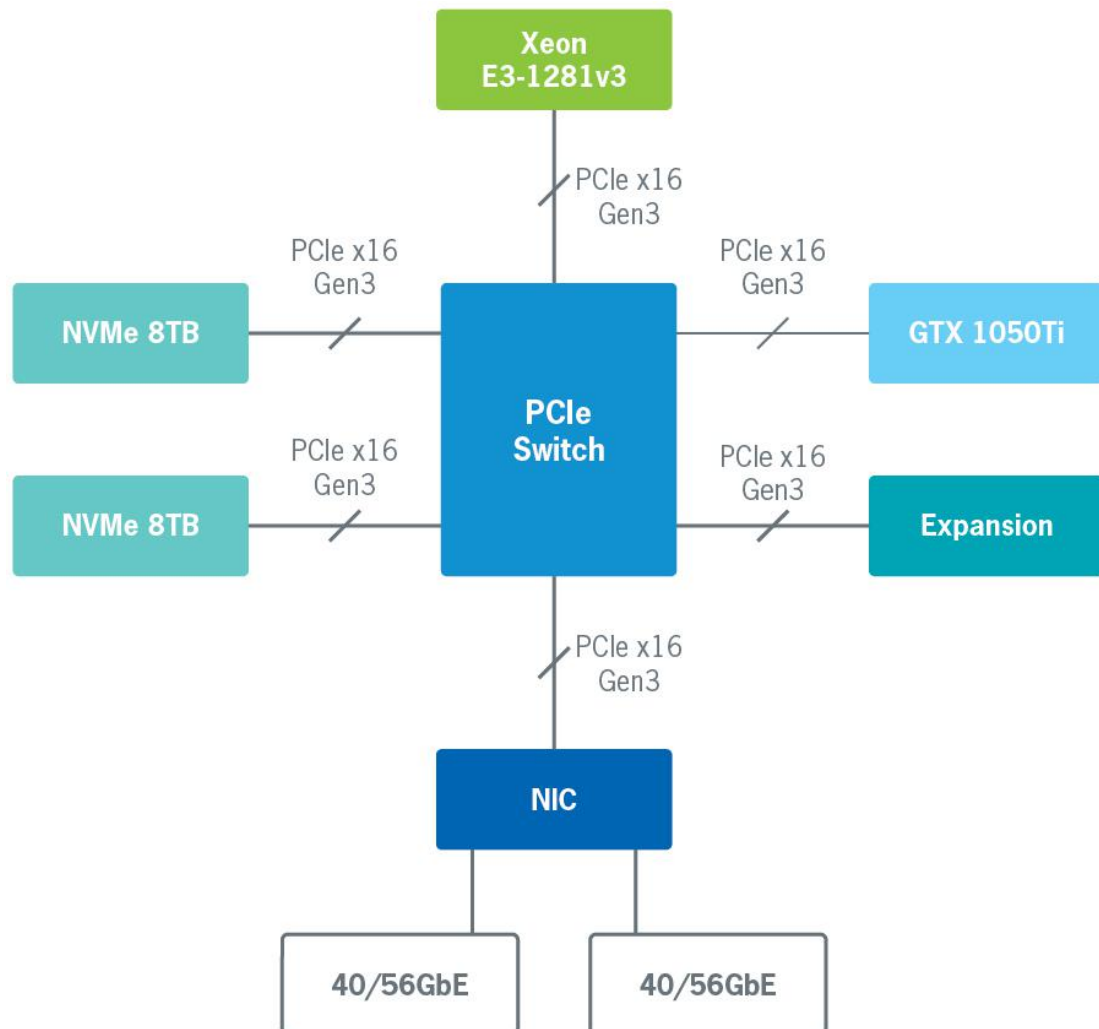 Xeon
E3-1281v3
PCIe x16
Gen3
PCIe x16
Gen3
PCIe x16
Gen3
NVMe 8TB
PCIe
Switch
GTX 1050Ti
PCIe x16
Gen3
PCIe x16
Gen3
NVMe 8TB
Expansion
PCIe x16
Gen3
NIC
40/56GbE
40/56GbE